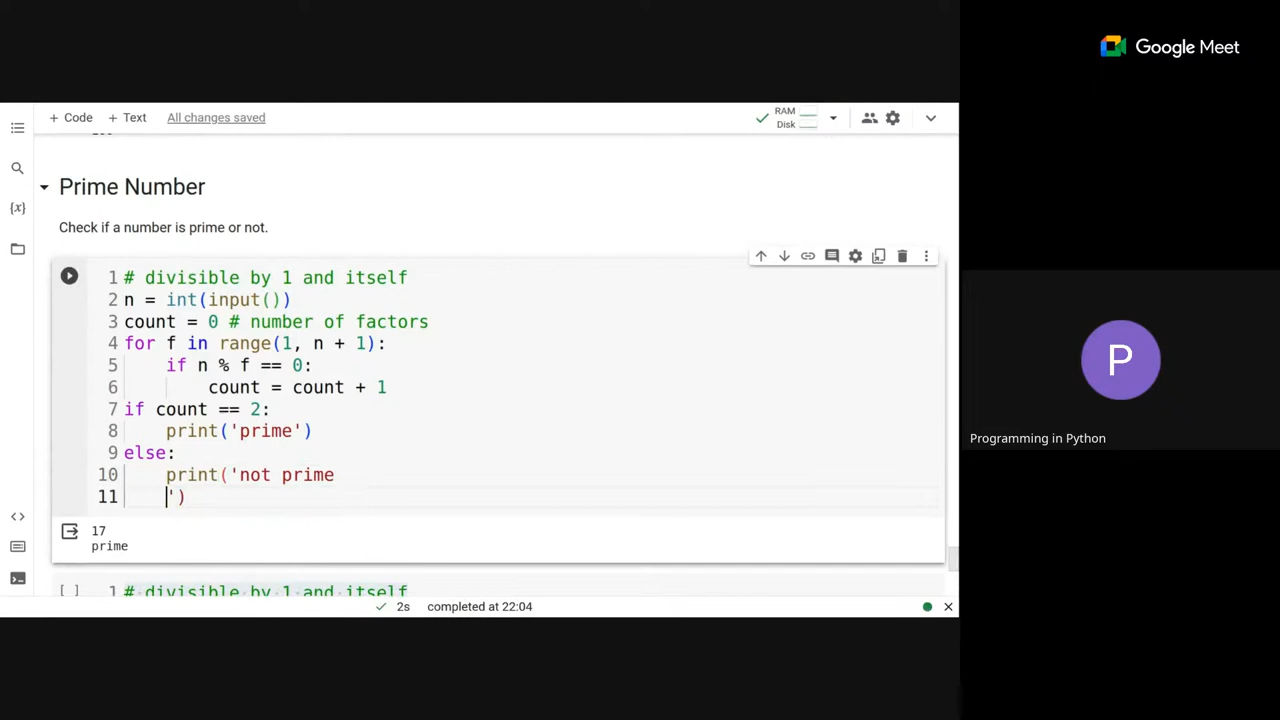 Google Meet
+ Code + Text All changes saved
RAM
Disk
Prime Number
Check if a number is prime or not.
1 # divisible by 1 and itself
2 n = int(input())
3 count = 0 # number of factors
4 for f in range(1, n + 1):
5 if n % f == 0:
6 count = count + 1
7 if count == 2:
8 print('prime')
9 else:
10 print('not prime
11 ')
17
prime
[ ] 1 # divisible by 1 and itself
2s completed at 22:04
P
Programming in Python